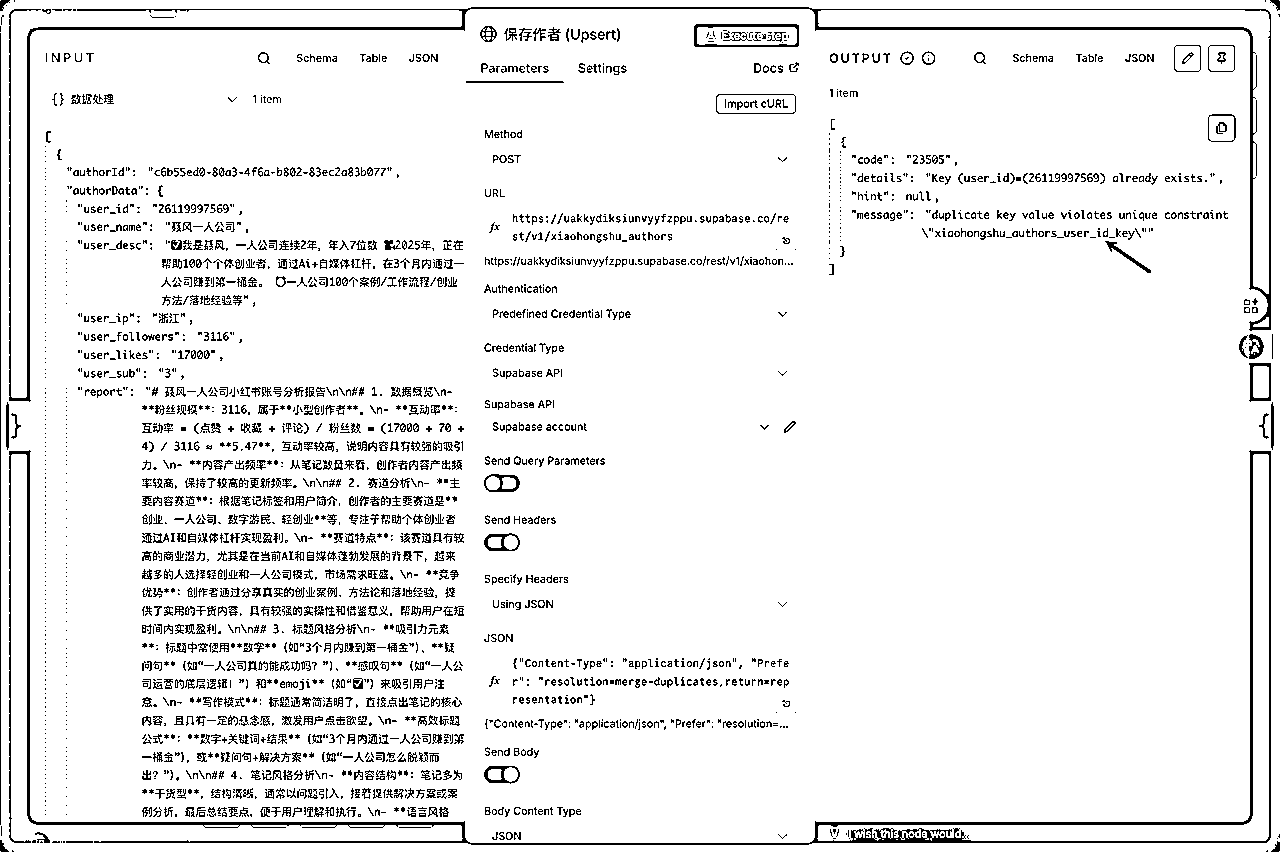 INPUT
Schema
Table
JSON
{} 数据处理
1 item
[
{
"authorId": "c6b55ed0-80a3-4f6a-b802-83ec2a83b077",
"authorData": {
"user_id": "26119997569",
"user_name": "聂风一人公司",
"user_desc": "✅我是聂风，一人公司连续2年，年入7位数 2025年、正在
帮助100个个体创业者，通过Ai+自媒体杠杆，在3个月内通过一
人公司赚到第一桶金。 一人公司100个案例/工作流程/创业
方法/落地经验等",
"user_ip": "浙江",
"user_followers": "3116",
"user_likes": "17000",
"user_sub": "3",
"report": "# 聂风一人公司小红书账号分析报告\n\n## 1. 数据概览\n-
**粉丝规模**: 3116，属于**小型创作者**。\n- **互动率**:
互动率 = (点赞 + 收藏 + 评论) / 粉丝数 = (17000 + 70 +
4) / 3116 ≈ **5.47**，互动率较高，说明内容具有较强的吸引
力。\n- **内容产出频率**: 从笔记数量来看，创作者内容产出频
率较高，保持了较高的更新频率。\n\n## 2. 赛道分析\n- **主
要内容赛道**: 根据笔记标签和用户简介，创作者的主要赛道是**
创业、一人公司、数字游民、轻创业**等，专注于帮助个体创业者
通过AI和自媒体杠杆实现盈利。\n- **赛道特点**: 该赛道具有较
高的商业潜力，尤其是在当前AI和自媒体蓬勃发展的背景下，越来
越多的人选择轻创业和一人公司模式，市场需求旺盛。\n- **竞争
优势**: 创作者通过分享真实的创业案例、方法论和落地经验，提
供了实用的干货内容，具有较强的实操性和借鉴意义，帮助用户在短
时间内实现盈利。\n\n## 3. 标题风格分析\n- **吸引力元素
**: 标题中常使用**数字**（如“3个月内赚到第一桶金”）、**疑
问句**（如“一人公司真的能成功吗？”）、**感叹句**（如“一人公
司运营的底层逻辑！”）和**emoji**（如“✅”）来吸引用户注
意。\n- **写作模式**: 标题通常简洁明了，直接点出笔记的核心
内容，且具有一定的悬念感，激发用户点击欲望。\n- **高效标题
公式**: **数字+关键词+结果**（如“3个月内通过一人公司赚到第
一桶金”），或**疑问句+解决方案**（如“一人公司怎么脱颖而
出？”）。\n\n## 4. 笔记风格分析\n- **内容结构**: 笔记多为
**干货型**，结构清晰，通常以问题引入，接着提供解决方案或案
例分析，最后总结要点，便于用户理解和执行。\n- **语言风格
保存作者 (Upsert)
Execute step
Parameters
Settings
Docs
Import cURL
Method
POST
URL
fx
https://uakkydiksiunvyyfzppu.supabase.co/re
st/v1/xiaohongshu_authors
https://uakkydiksiunvyyfzppu.supabase.co/rest/v1/xiaohon...
Authentication
Predefined Credential Type
Credential Type
Supabase API
Supabase API
Supabase account
Send Query Parameters
Send Headers
Specify Headers
Using JSON
JSON
fx
{"Content-Type": "application/json", "Prefe
r": "resolution=merge-duplicates,return=rep
resentation"}
{"Content-Type": "application/json", "Prefer": "resolution=...
Send Body
Body Content Type
JSON
OUTPUT
Schema
Table
JSON
1 item
[
{
"code": "23505",
"details": "Key (user_id)=(26119997569) already exists.",
"hint": null,
"message": "duplicate key value violates unique constraint
\"xiaohongshu_authors_user_id_key\""
}
]
I wish this node would...